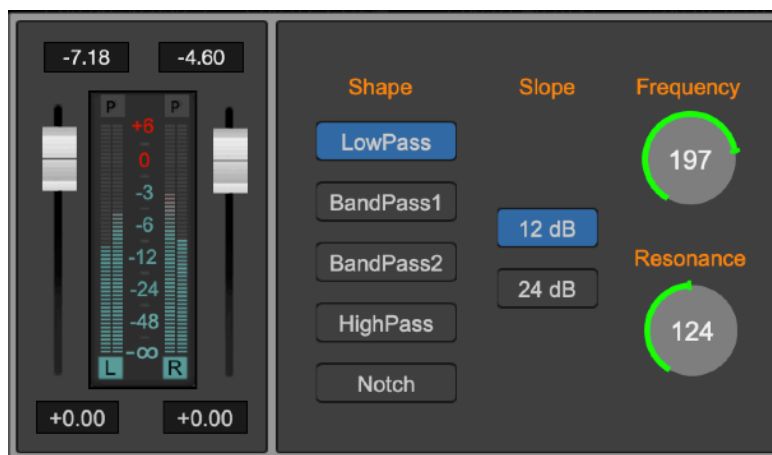 -7.18
-4.60
P
P
+6
0
-3
-6
-12
-24
-48
-∞
L
R
+0.00
+0.00
Shape
LowPass
BandPass1
BandPass2
HighPass
Notch
Slope
12 dB
24 dB
Frequency
197
Resonance
124